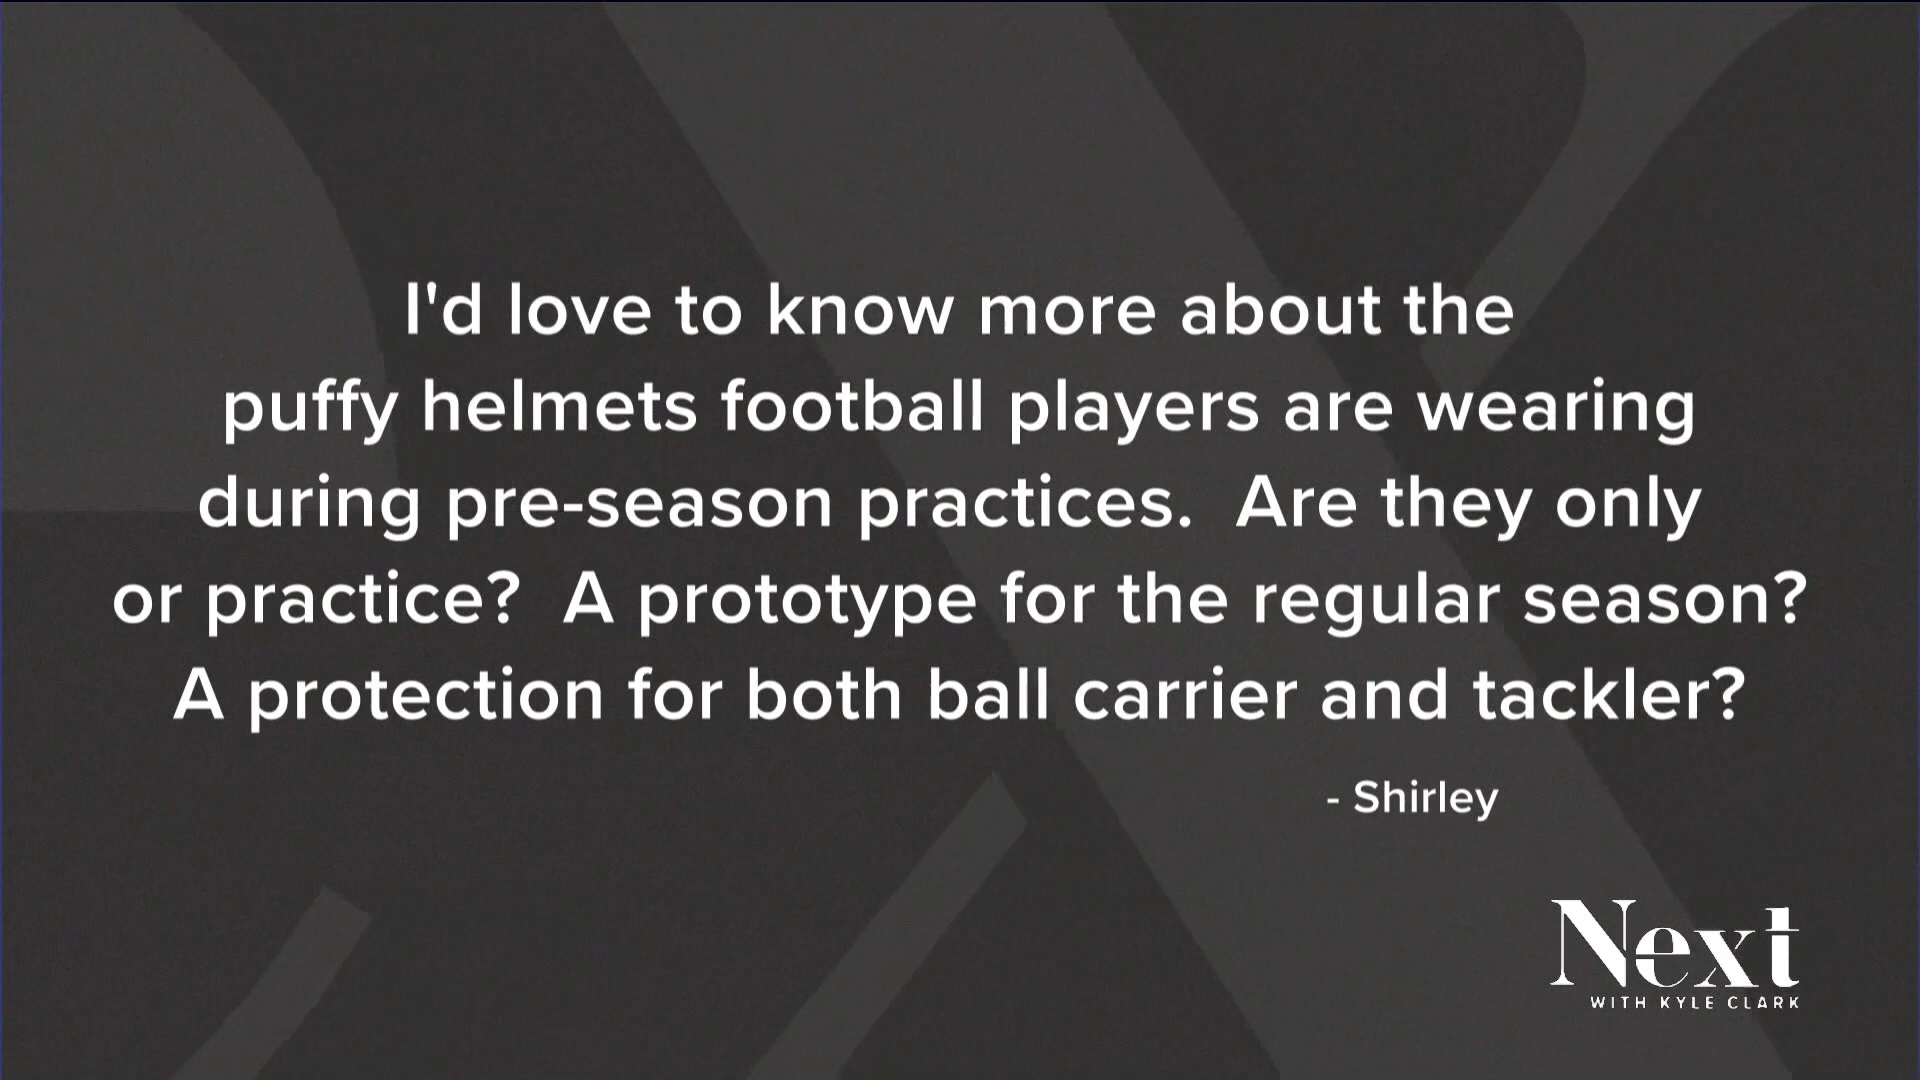 I'd love to know more about the
puffy helmets football players are wearing
during pre-season practices.  Are they only
or practice?  A prototype for the regular season?
A protection for both ball carrier and tackler?
- Shirley
Next
WITH KYLE CLARK